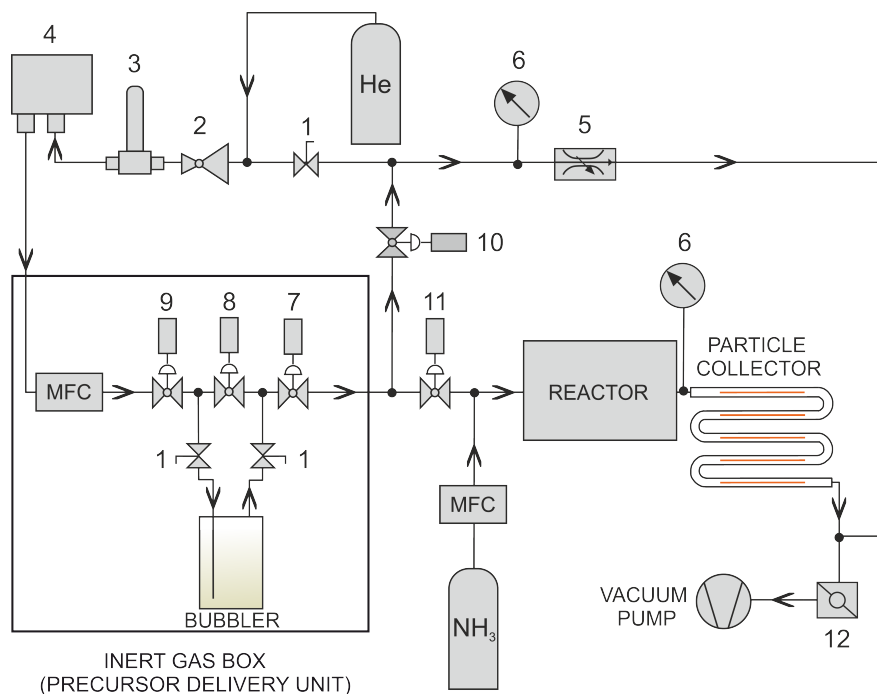 4
3
2
1
He
6
5
10
6
9
8
7
11
MFC
1
1
REACTOR
PARTICLE
COLLECTOR
MFC
BUBBLER
NH3
VACUUM
PUMP
12
INERT GAS BOX
(PRECURSOR DELIVERY UNIT)